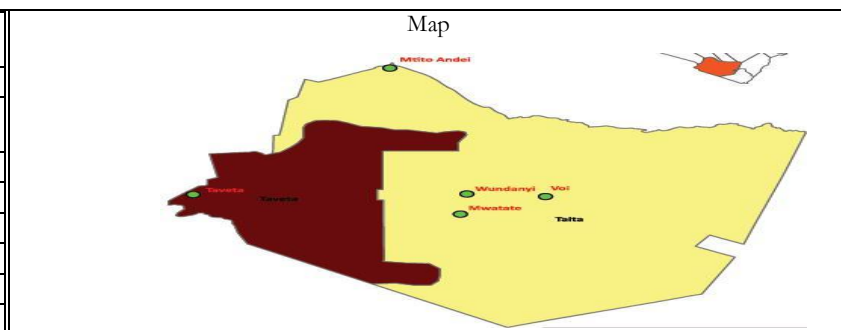 Map
Mtito Andei
Taveta
Taveta
Wundanyi
Voi
Mwatate
Taita